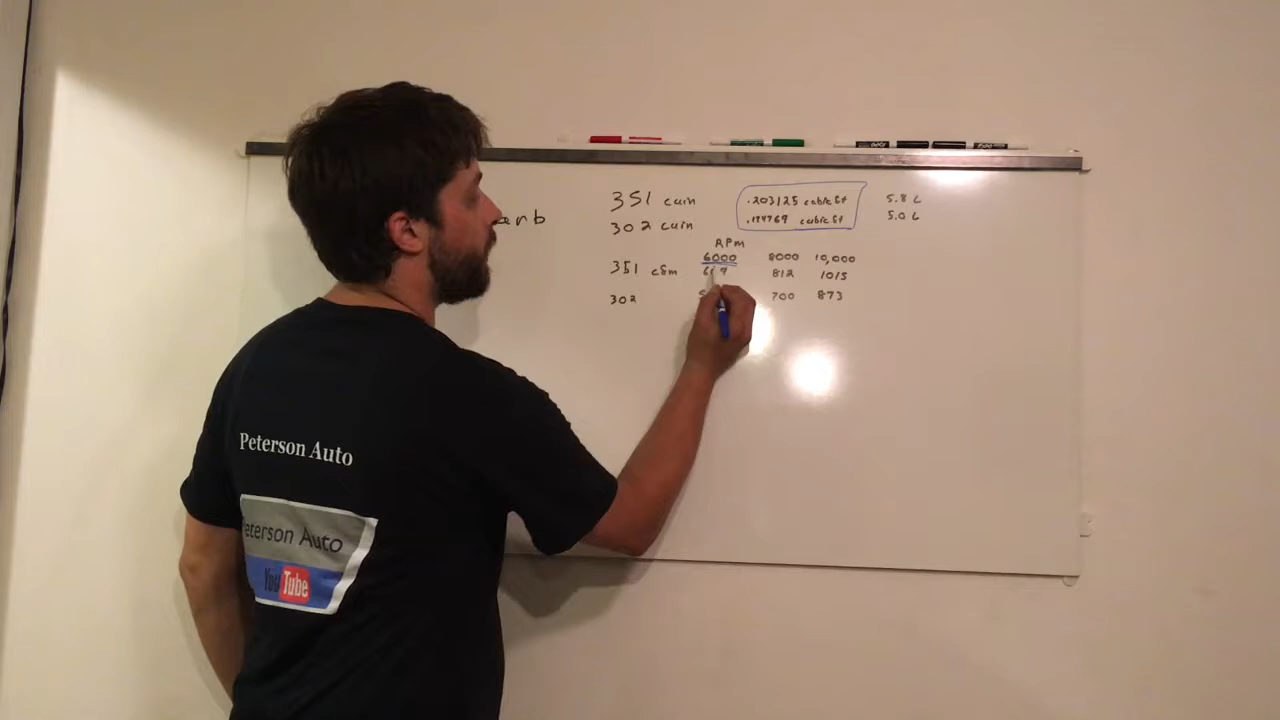 351 cuin
302 cuin
.203125 cubic ft
.174769 cubic ft
5.8 L
5.0 L
RPM
6000 8000 10,000
351 cfm 609 812 1015
302 700 873
Peterson Auto
Peterson Auto
YouTube